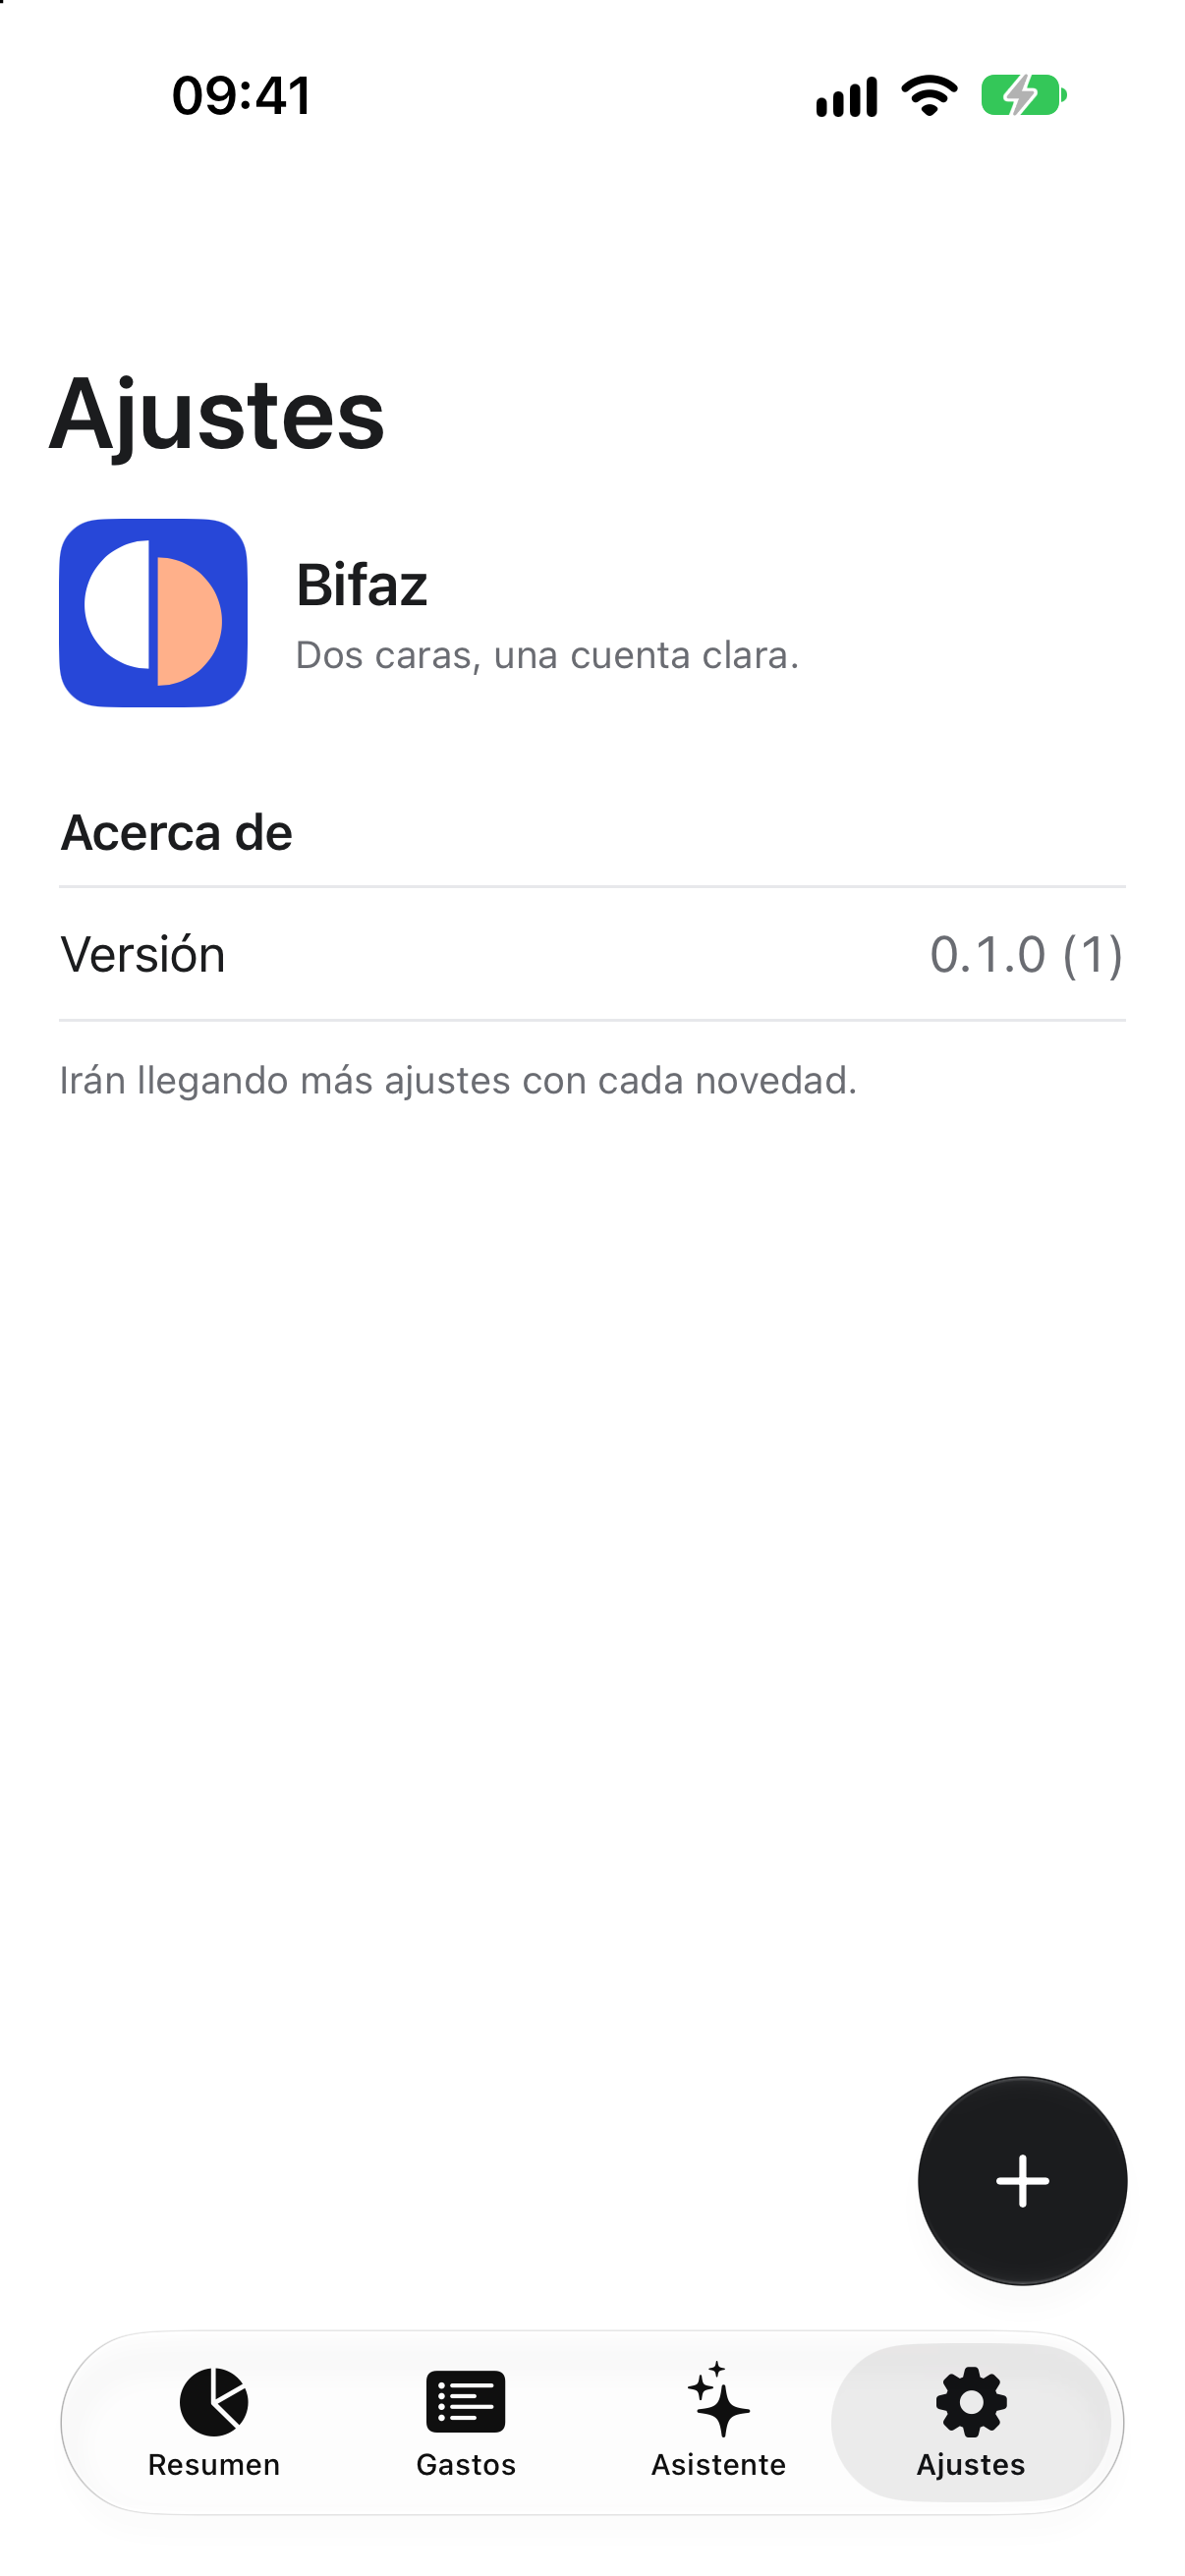 09:41
Ajustes
Bifaz
Dos caras, una cuenta clara.
Acerca de
Versión 0.1.0 (1)
Irán llegando más ajustes con cada novedad.
Resumen Gastos Asistente Ajustes